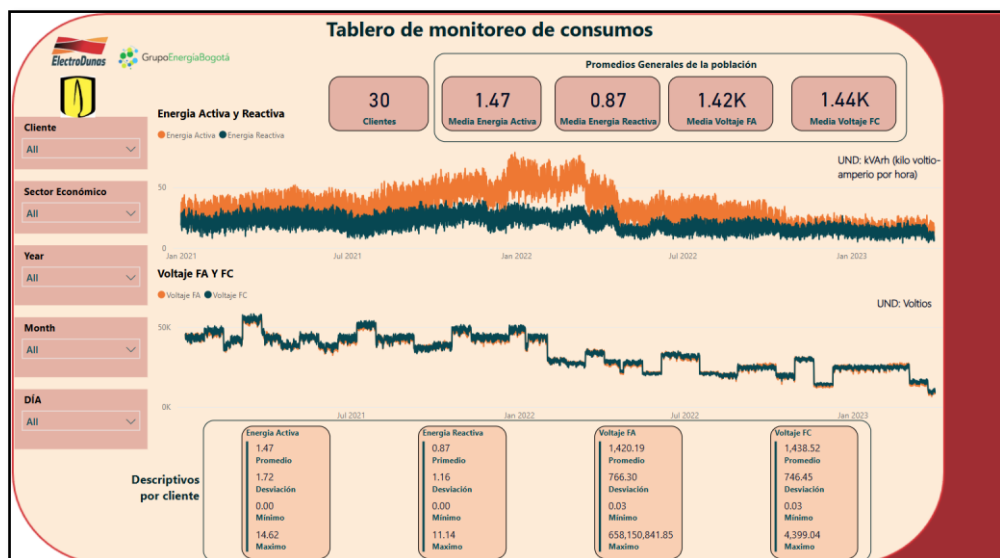 Tablero de monitoreo de consumos
ElectroDunas
GrupoEnergíaBogotá
Promedios Generales de la población
30
Clientes
1.47
Media Energia Activa
0.87
Media Energia Reactiva
1.42K
Media Voltaje FA
1.44K
Media Voltaje FC
Cliente
All
Sector Económico
All
Year
All
Month
All
DÍA
All
Energia Activa y Reactiva
Energia Activa Energia Reactiva
UND: kVArh (kilo voltio-
amperio por hora)
50
0
Jan 2021 Jul 2021 Jan 2022 Jul 2022 Jan 2023
Voltaje FA Y FC
Voltaje FA Voltaje FC
UND: Voltios
50K
0K
Jul 2021 Jan 2022 Jul 2022 Jan 2023
Descriptivos
por cliente
Energia Activa
1.47
Promedio
1.72
Desviación
0.00
Mínimo
14.62
Maximo
Energia Reactiva
0.87
Primedio
1.16
Desviación
0.00
Mínimo
11.14
Maximo
Voltaje FA
1,420.19
Promedio
766.30
Desviación
0.03
Mínimo
658,150,841.85
Maximo
Voltaje FC
1,438.52
Promedio
746.45
Desviación
0.03
Mínimo
4,399.04
Maximo